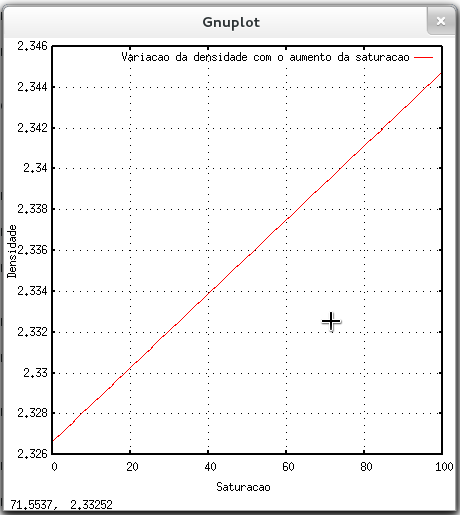 Gnuplot
2.346
Variacao da densidade com o aumento da saturacao
2.344
2.342
2.34
2.338
2.336
Densidade
2.334
2.332
2.33
2.328
2.326
0 20 40 60 80 100
Saturacao
71.5537, 2.33252